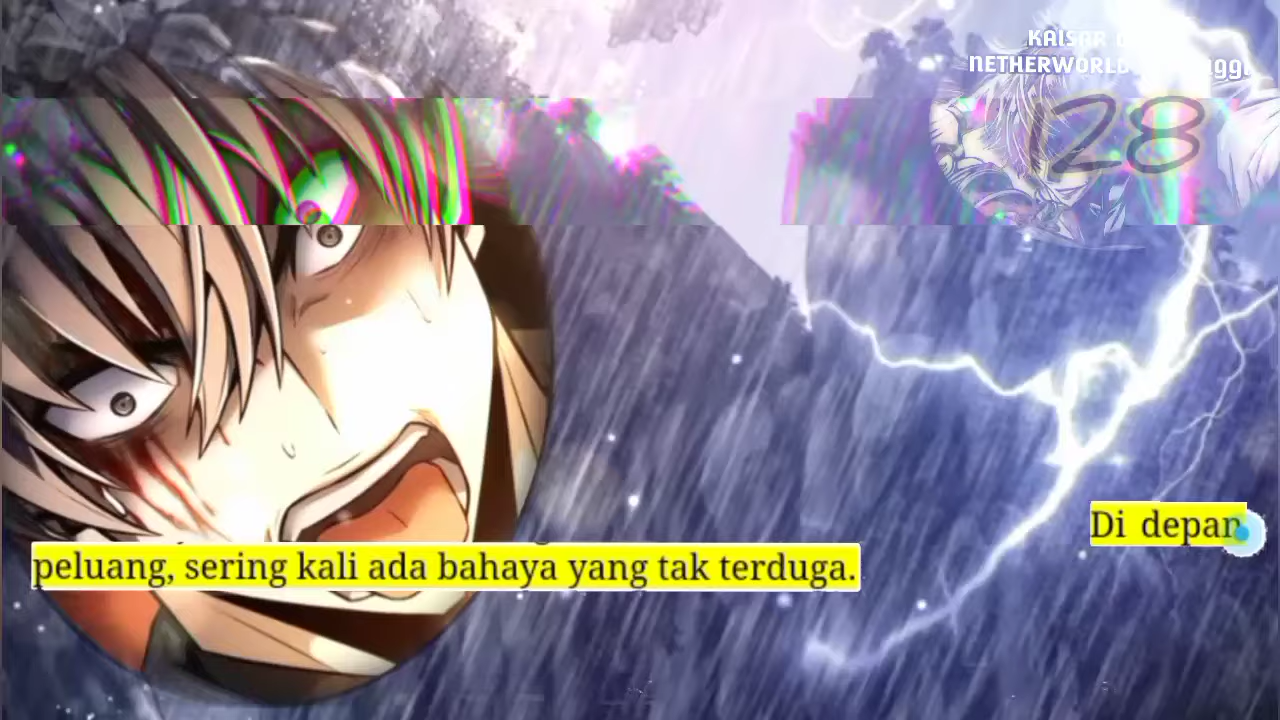 KAISAR
NETHERWORLD
128
Di depan
peluang, sering kali ada bahaya yang tak terduga.